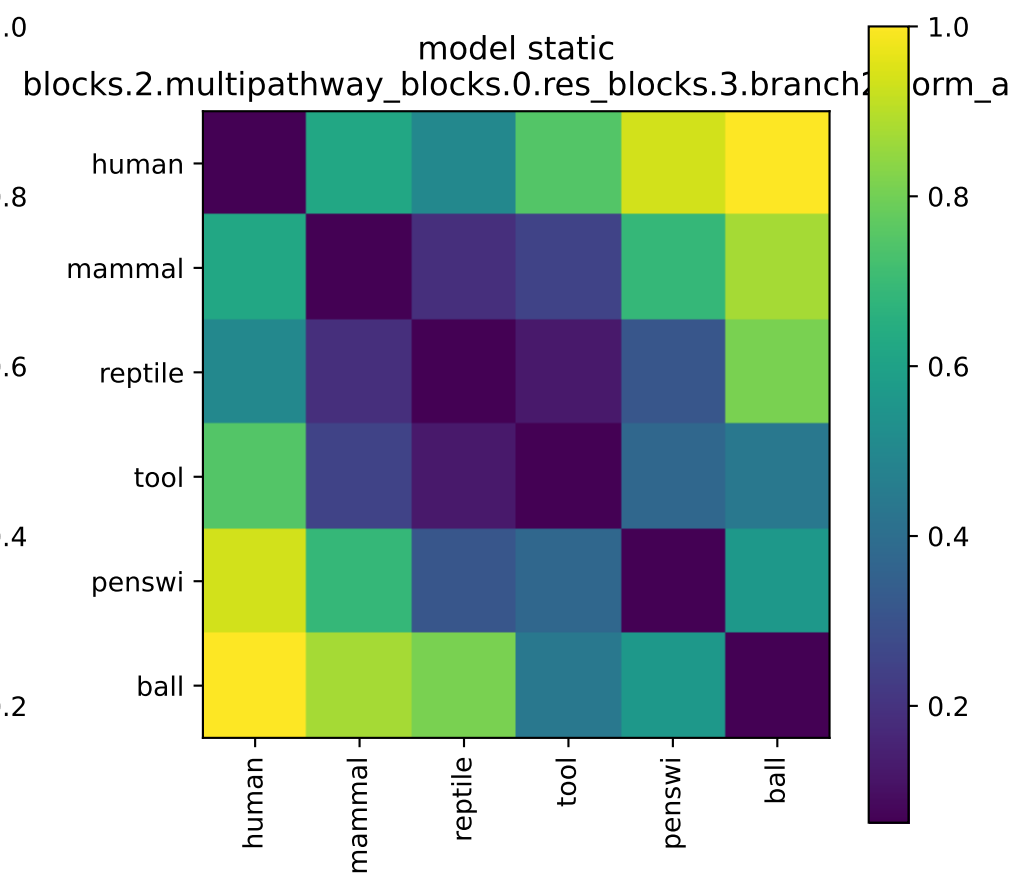 model static
blocks.2.multipathway_blocks.0.res_blocks.3.branch2 orm_a
human
mammal
reptile
tool
penswi
ball
human
mammal
reptile
tool
penswi
ball
1.0
0.8
0.6
0.4
0.2
.0
.8
.6
.4
.2